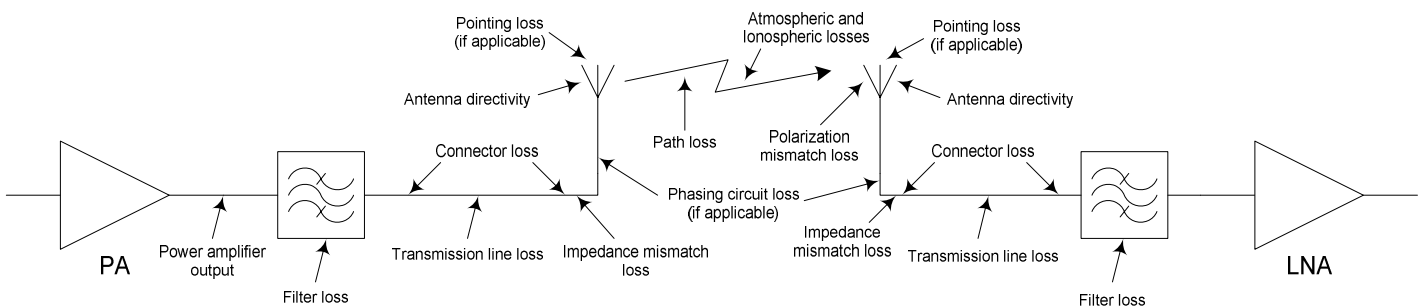 Pointing loss
(if applicable)
Atmospheric and
Ionospheric losses
Pointing loss
(if applicable)
Antenna directivity
Antenna directivity
Path loss
Polarization
mismatch loss
Connector loss
Connector loss
Phasing circuit loss
(if applicable)
Power amplifier
output
Transmission line loss
Impedance mismatch
loss
Impedance
mismatch loss
Transmission line loss
PA
LNA
Filter loss
Filter loss